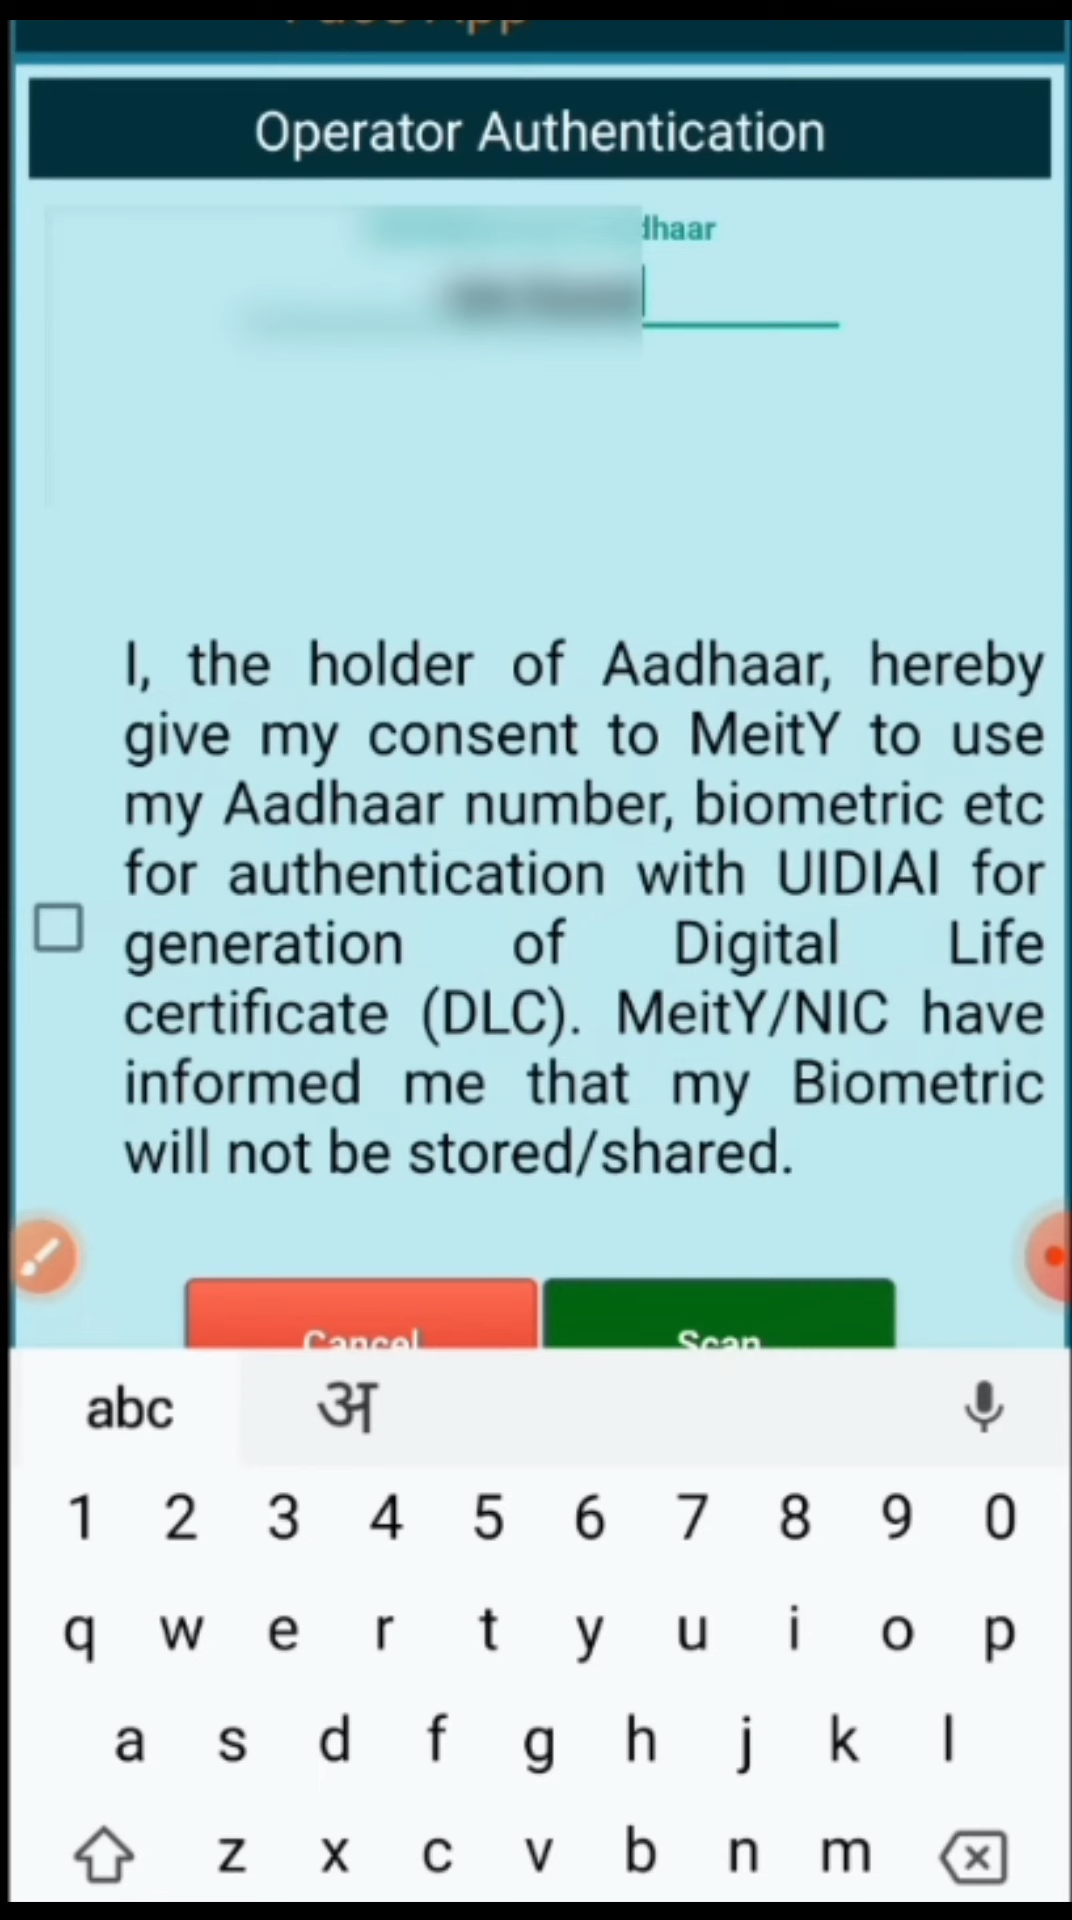 Operator Authentication
dhaar
I, the holder of Aadhaar, hereby
give my consent to MeitY to use
my Aadhaar number, biometric etc
for authentication with UIDIAI for
generation of Digital Life
certificate (DLC). MeitY/NIC have
informed me that my Biometric
will not be stored/shared.
Cancel Scan
abc अ
1 2 3 4 5 6 7 8 9 0
q w e r t y u i o p
a s d f g h j k l
z x c v b n m